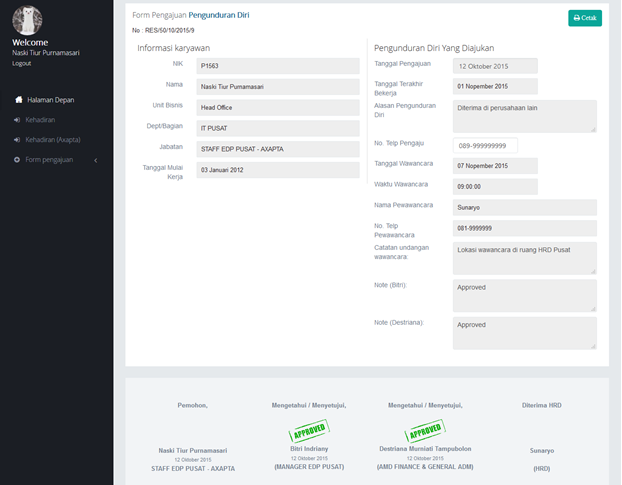 Welcome
Naski Tiur Purnamasari
Logout
Halaman Depan
Kehadiran
Kehadiran (Axapta)
Form pengajuan
Form Pengajuan Pengunduran Diri
Cetak
No : RES/50/10/2015/9
Informasi karyawan
NIK P1563
Nama Naski Tiur Purnamasari
Unit Bisnis Head Office
Dept/Bagian IT PUSAT
Jabatan STAFF EDP PUSAT - AXAPTA
Tanggal Mulai
Kerja
03 Januari 2012
Pengunduran Diri Yang Diajukan
Tanggal Pengajuan 12 Oktober 2015
Tanggal Terakhir
Bekerja
01 Nopember 2015
Alasan Pengunduran
Diri
Diterima di perusahaan lain
No. Telp Pengaju 089-999999999
Tanggal Wawancara 07 Nopember 2015
Waktu Wawancara 09:00:00
Nama Pewawancara Sunaryo
No. Telp
Pewawancara
081-9999999
Catatan undangan
wawancara:
Lokasi wawancara di ruang HRD Pusat
Note (Bitri): Approved
Note (Destriana): Approved
Pemohon, Mengetahui / Menyetujui, Mengetahui / Menyetujui, Diterima HRD
APPROVED APPROVED
Naski Tiur Purnamasari Bitri Indriany Destriana Murniati Tampubolon Sunaryo
12 Oktober 2015 12 Oktober 2015 12 Oktober 2015
STAFF EDP PUSAT - AXAPTA (MANAGER EDP PUSAT) (AMD FINANCE & GENERAL ADM) (HRD)